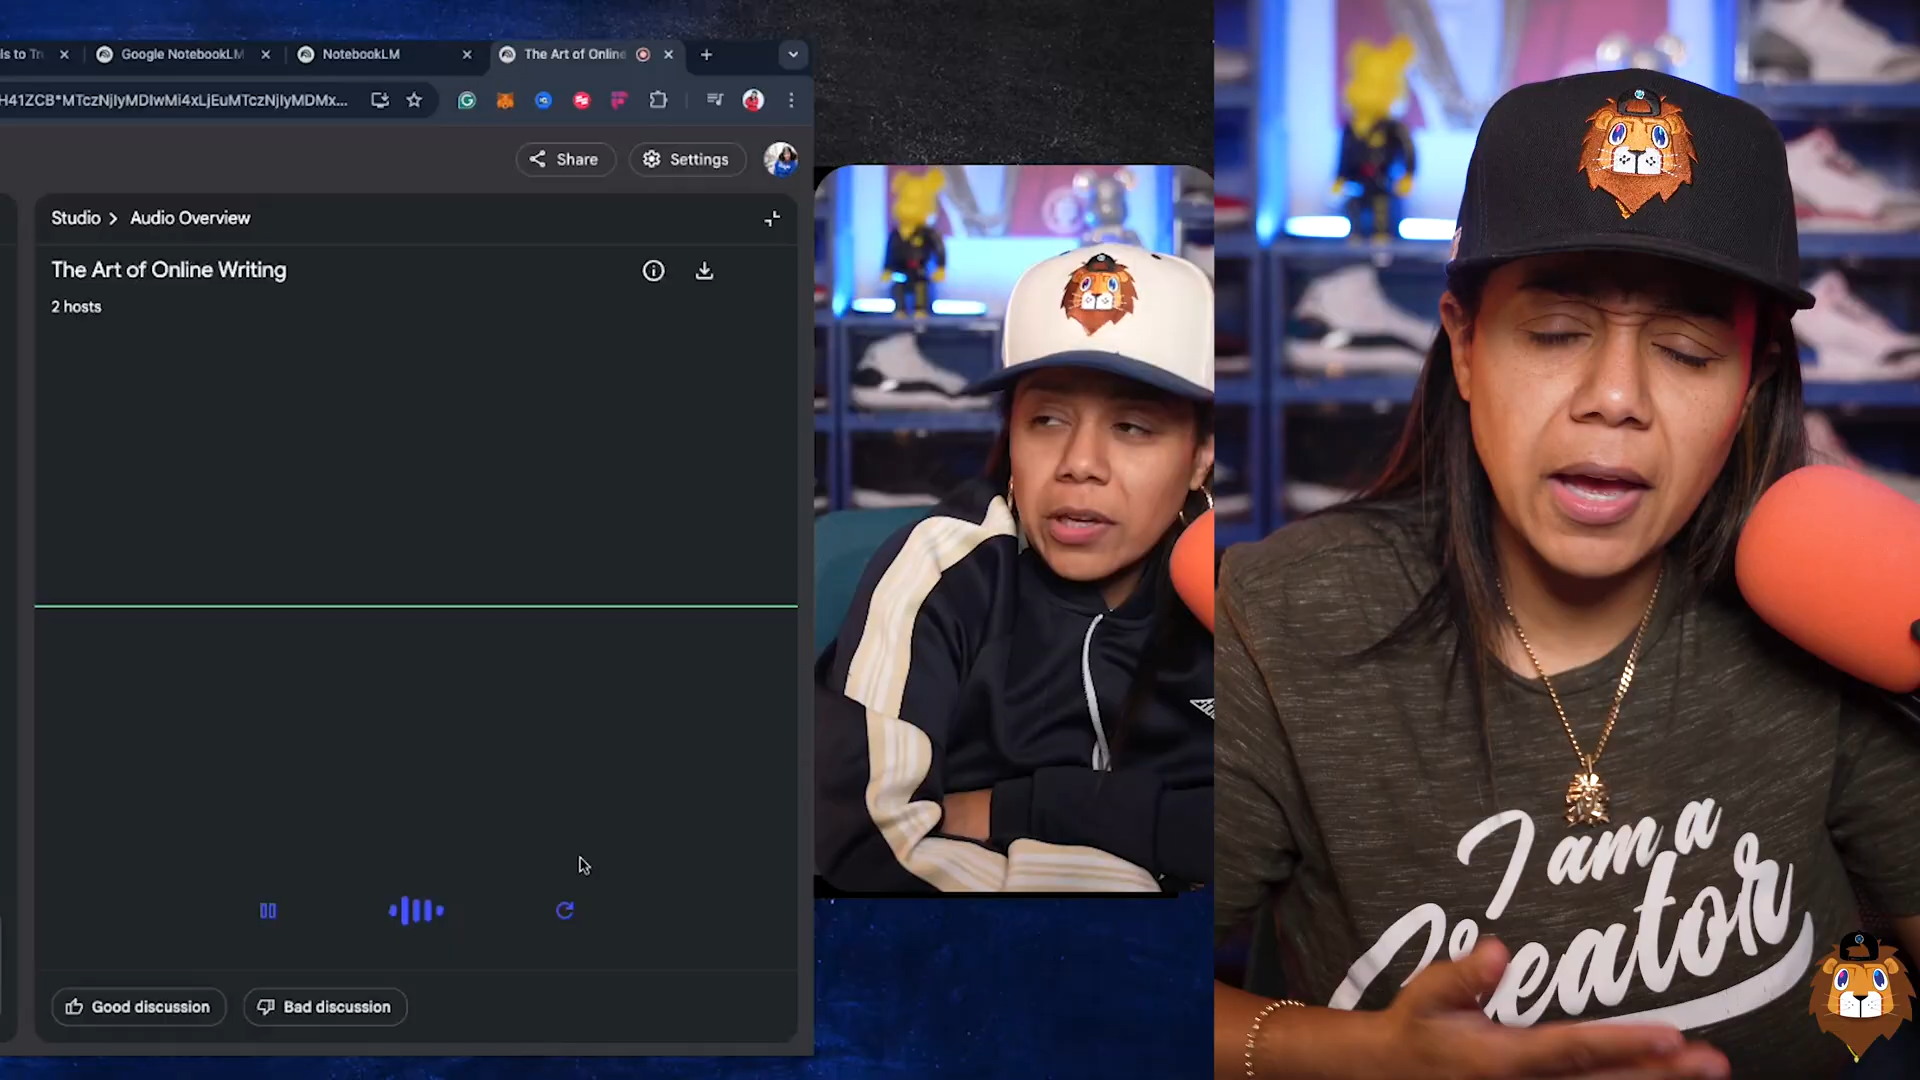 Google NotebookLM
NotebookLM
The Art of Online
Share
Settings
Studo > Audio Overview
The Art of Online Writing
2 hosts
Good discussion
Bad discussion
I am a
Creator